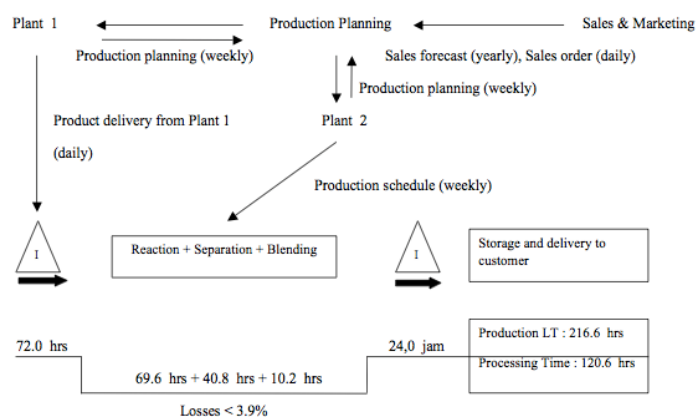 Plant 1
Production Planning
Sales & Marketing
Production planning (weekly)
Sales forecast (yearly), Sales order (daily)
Production planning (weekly)
Product delivery from Plant 1
(daily)
Plant 2
Production schedule (weekly)
I
Reaction + Separation + Blending
I
Storage and delivery to
customer
72.0 hrs
69.6 hrs + 40.8 hrs + 10.2 hrs
24,0 jam
Production LT : 216.6 hrs
Processing Time : 120.6 hrs
Losses < 3.9%